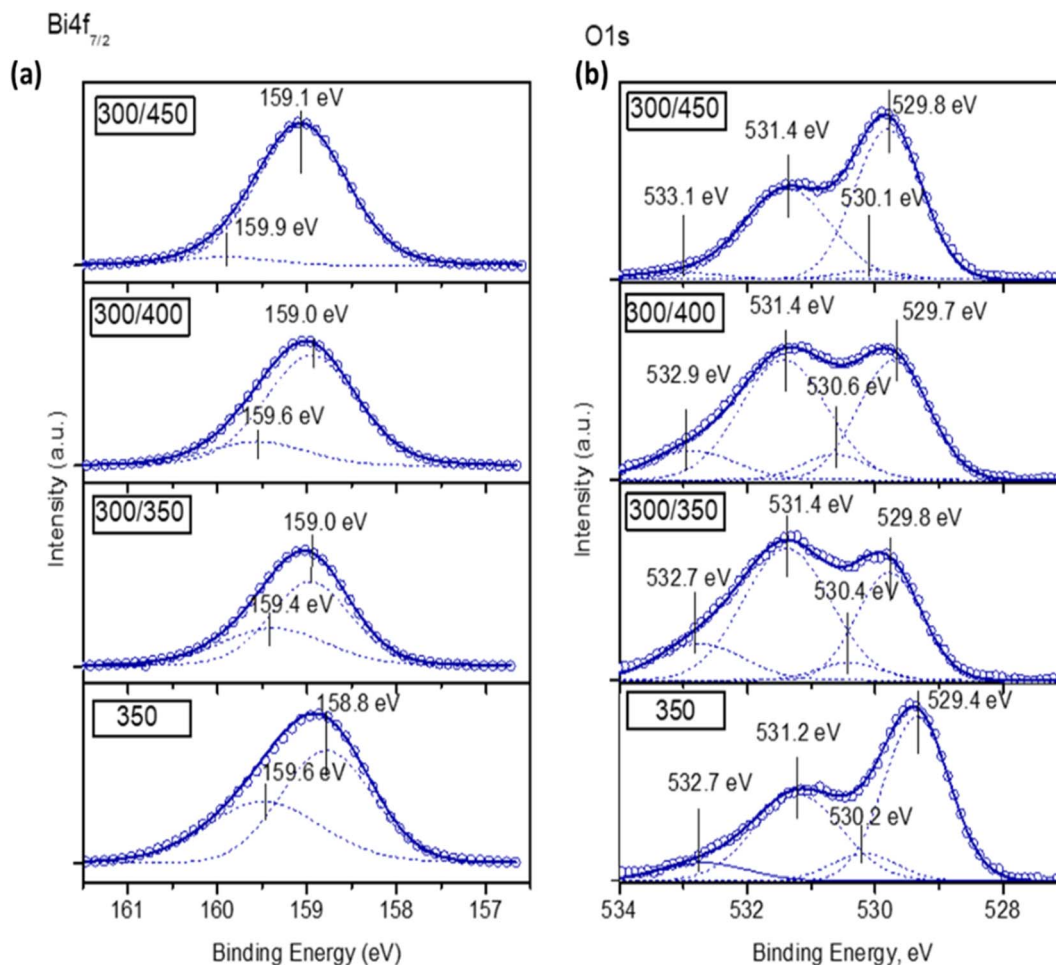 Bi4f7/2
O1s
(a)
(b)
300/450
159.1 eV
159.9 eV
300/400
159.0 eV
159.6 eV
300/350
159.0 eV
159.4 eV
350
158.8 eV
159.6 eV
Intensity (a.u.)
161 160 159 158 157
Binding Energy (eV)
300/450
529.8 eV
531.4 eV
533.1 eV
530.1 eV
300/400
531.4 eV
529.7 eV
532.9 eV
530.6 eV
300/350
531.4 eV
529.8 eV
532.7 eV
530.4 eV
350
529.4 eV
531.2 eV
532.7 eV
530.2 eV
Intensity (a.u.)
534 532 530 528
Binding Energy, eV